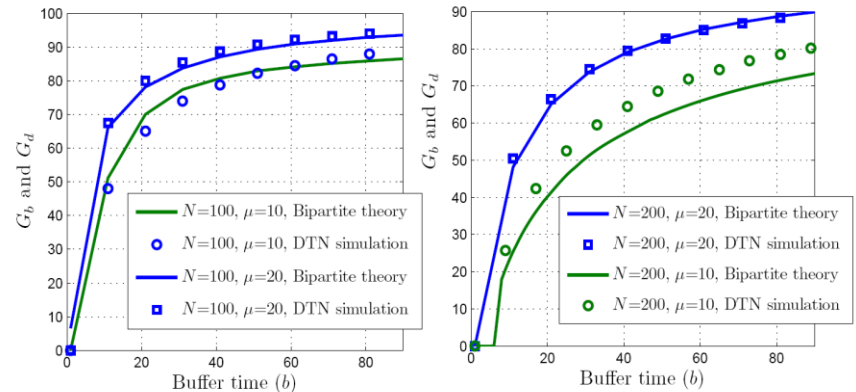 100
90
80
70
60
50
40
30
20
10
0
G_b and G_d
0 20 40 60 80
Buffer time (b)
N=100, μ=10, Bipartite theory
N=100, μ=10, DTN simulation
N=100, μ=20, Bipartite theory
N=100, μ=20, DTN simulation
90
80
70
60
50
40
30
20
10
0
G_b and G_d
0 20 40 60 80
Buffer time (b)
N=200, μ=20, Bipartite theory
N=200, μ=20, DTN simulation
N=200, μ=10, Bipartite theory
N=200, μ=10, DTN simulation